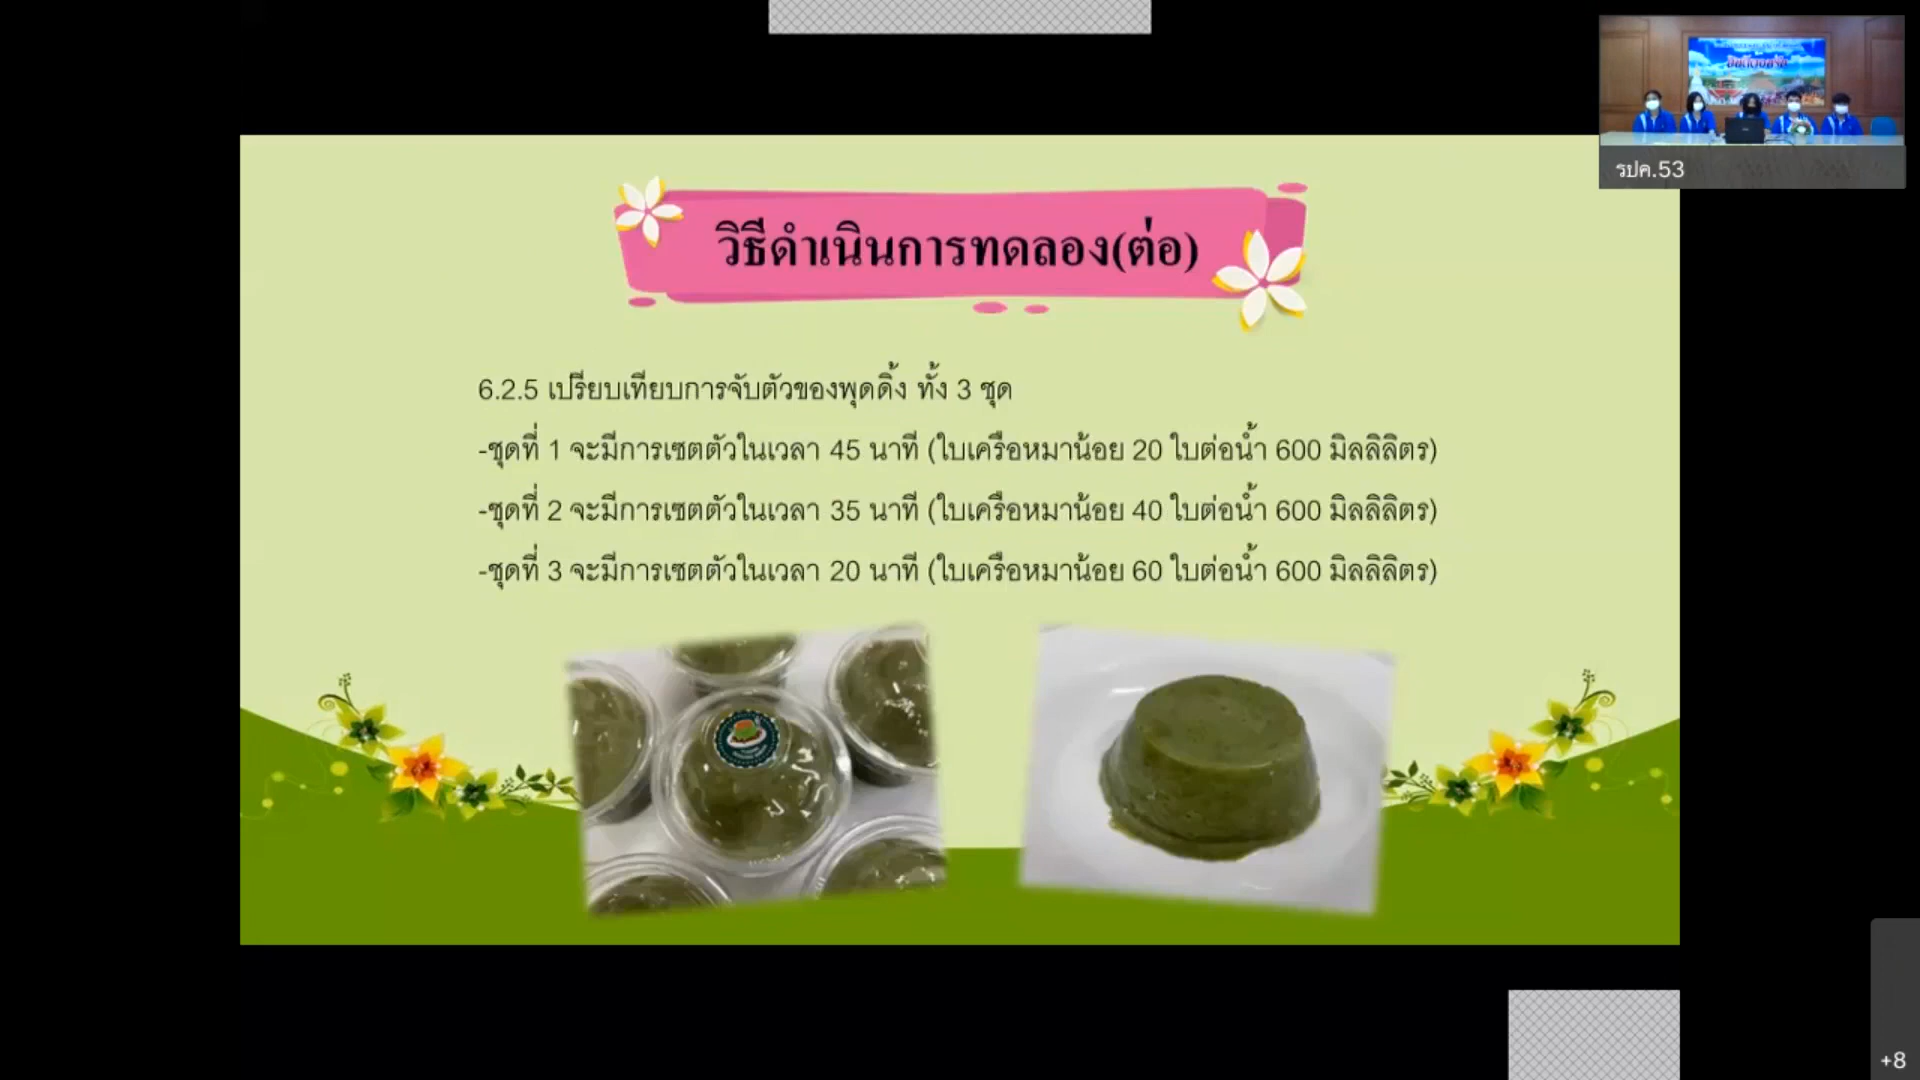 วิธีดำเนินการทดลอง(ต่อ)
6.2.5 เปรียบเทียบการจับตัวของพุดดิ้ง ทั้ง 3 ชุด
-ชุดที่ 1 จะมีการเซตตัวในเวลา 45 นาที (ใบเครือหมาน้อย 20 ใบต่อน้ำ 600 มิลลิลิตร)
-ชุดที่ 2 จะมีการเซตตัวในเวลา 35 นาที (ใบเครือหมาน้อย 40 ใบต่อน้ำ 600 มิลลิลิตร)
-ชุดที่ 3 จะมีการเซตตัวในเวลา 20 นาที (ใบเครือหมาน้อย 60 ใบต่อน้ำ 600 มิลลิลิตร)
รปค.53
+8